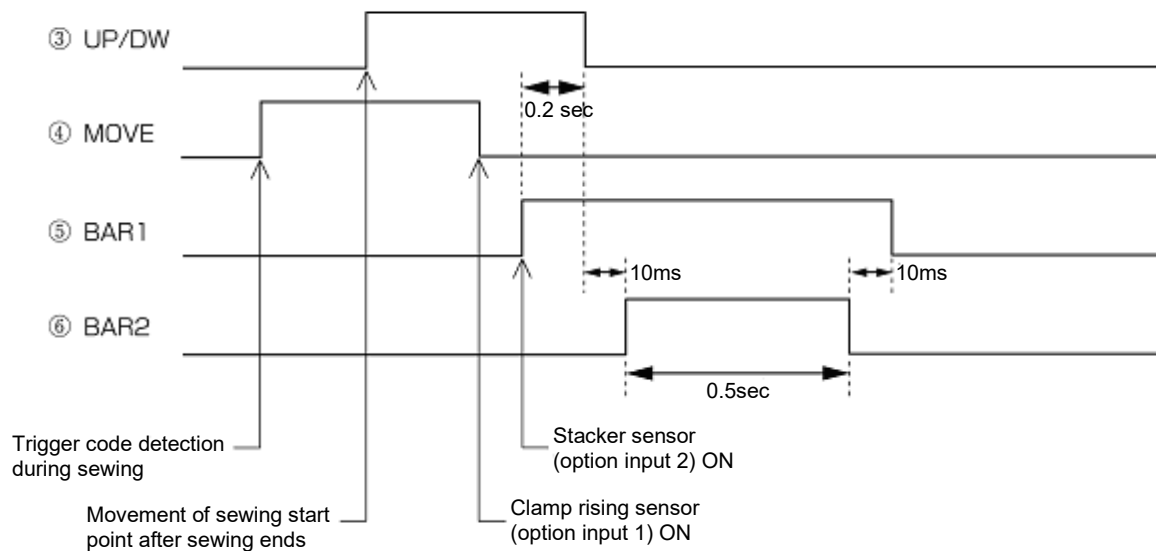 ③ UP/DW
0.2 sec
④ MOVE
⑤ BAR1
10ms
10ms
⑥ BAR2
0.5sec
Trigger code detection
during sewing
Stacker sensor
(option input 2) ON
Movement of sewing start
point after sewing ends
Clamp rising sensor
(option input 1) ON